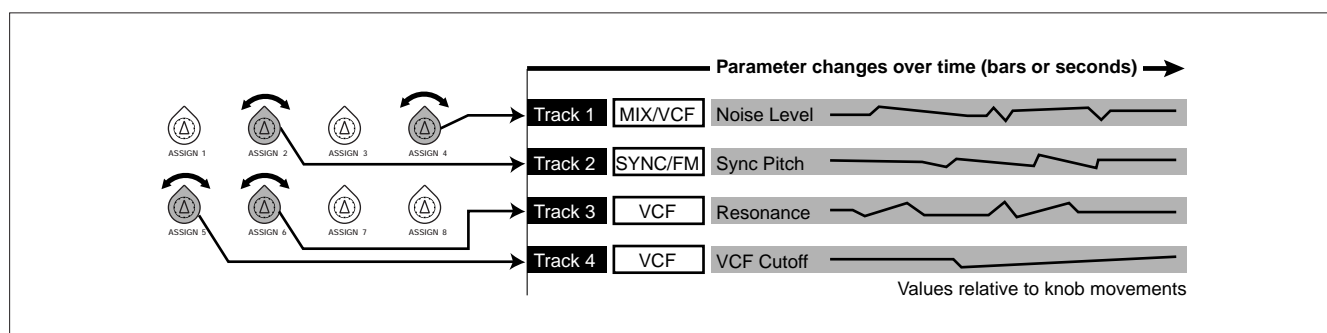 Parameter changes over time (bars or seconds)
ASSIGN 1 ASSIGN 2 ASSIGN 3 ASSIGN 4
ASSIGN 5 ASSIGN 6 ASSIGN 7 ASSIGN 8
Track 1 MIX/VCF Noise Level
Track 2 SYNC/FM Sync Pitch
Track 3 VCF Resonance
Track 4 VCF VCF Cutoff
Values relative to knob movements